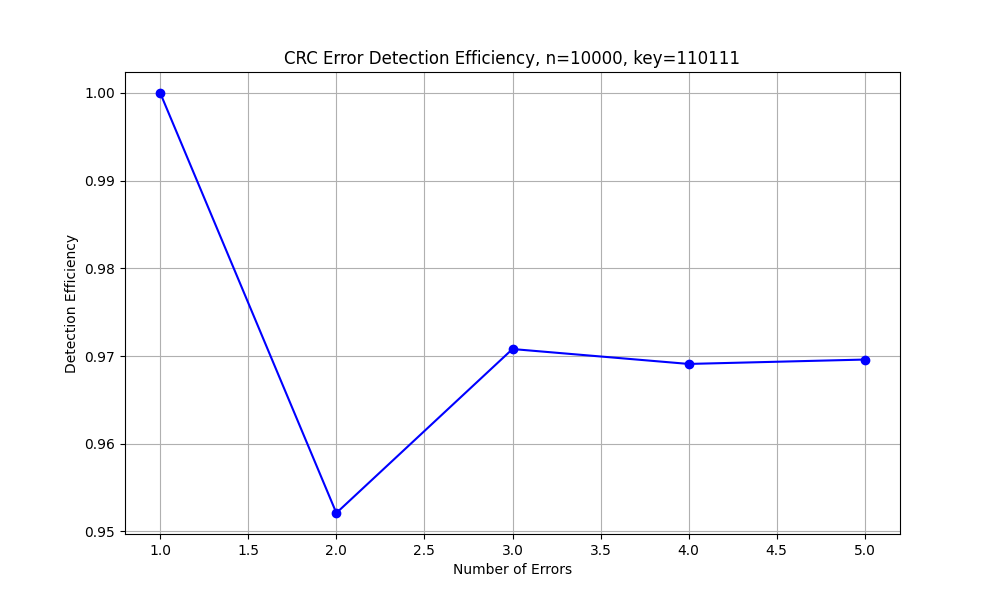 CRC Error Detection Efficiency, n=10000, key=110111
Detection Efficiency
1.00
0.99
0.98
0.97
0.96
0.95
1.0 1.5 2.0 2.5 3.0 3.5 4.0 4.5 5.0
Number of Errors